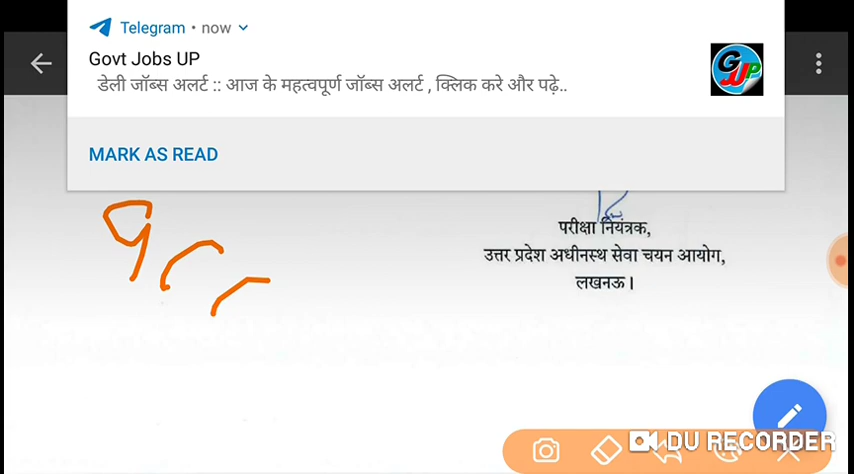 Telegram • now
Govt Jobs UP
डेली जॉब्स अलर्ट :: आज के महत्वपूर्ण जॉब्स अलर्ट , क्लिक करे और पढ़े..
GJUP
MARK AS READ
परीक्षा नियंत्रक,
उत्तर प्रदेश अधीनस्थ सेवा चयन आयोग,
लखनऊ।
DU RECORDER